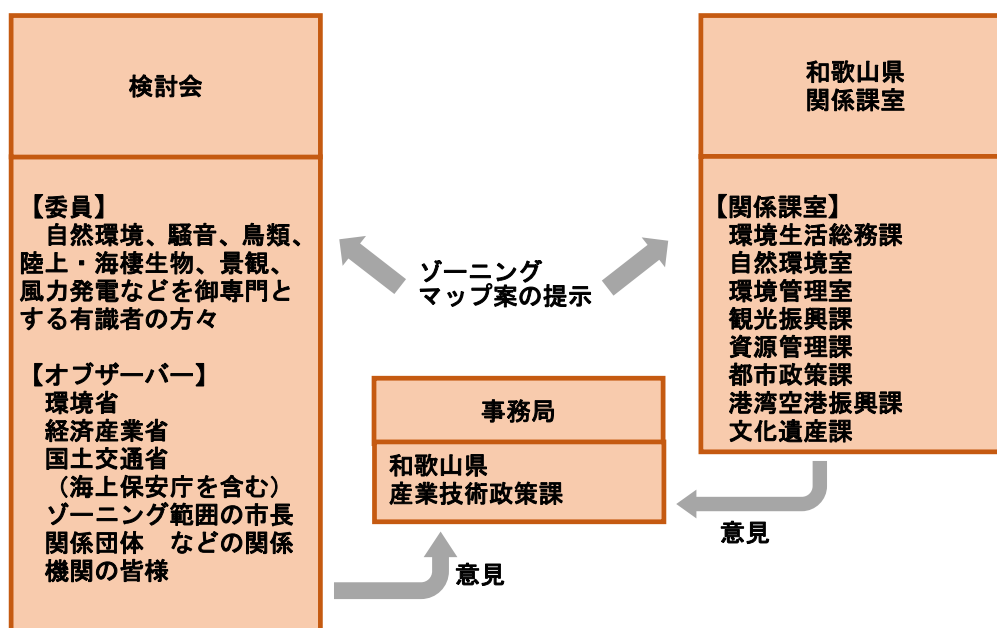 検討会
【委員】
自然環境、騒音、鳥類、
陸上・海棲生物、景観、
風力発電などを御専門と
する有識者の方々
【オブザーバー】
環境省
経済産業省
国土交通省
（海上保安庁を含む）
ゾーニング範囲の市長
関係団体　などの関係
機関の皆様
ゾーニング
マップ案の提示
事務局
和歌山県
産業技術政策課
意見
和歌山県
関係課室
【関係課室】
環境生活総務課
自然環境室
環境管理室
観光振興課
資源管理課
都市政策課
港湾空港振興課
文化遺産課
意見